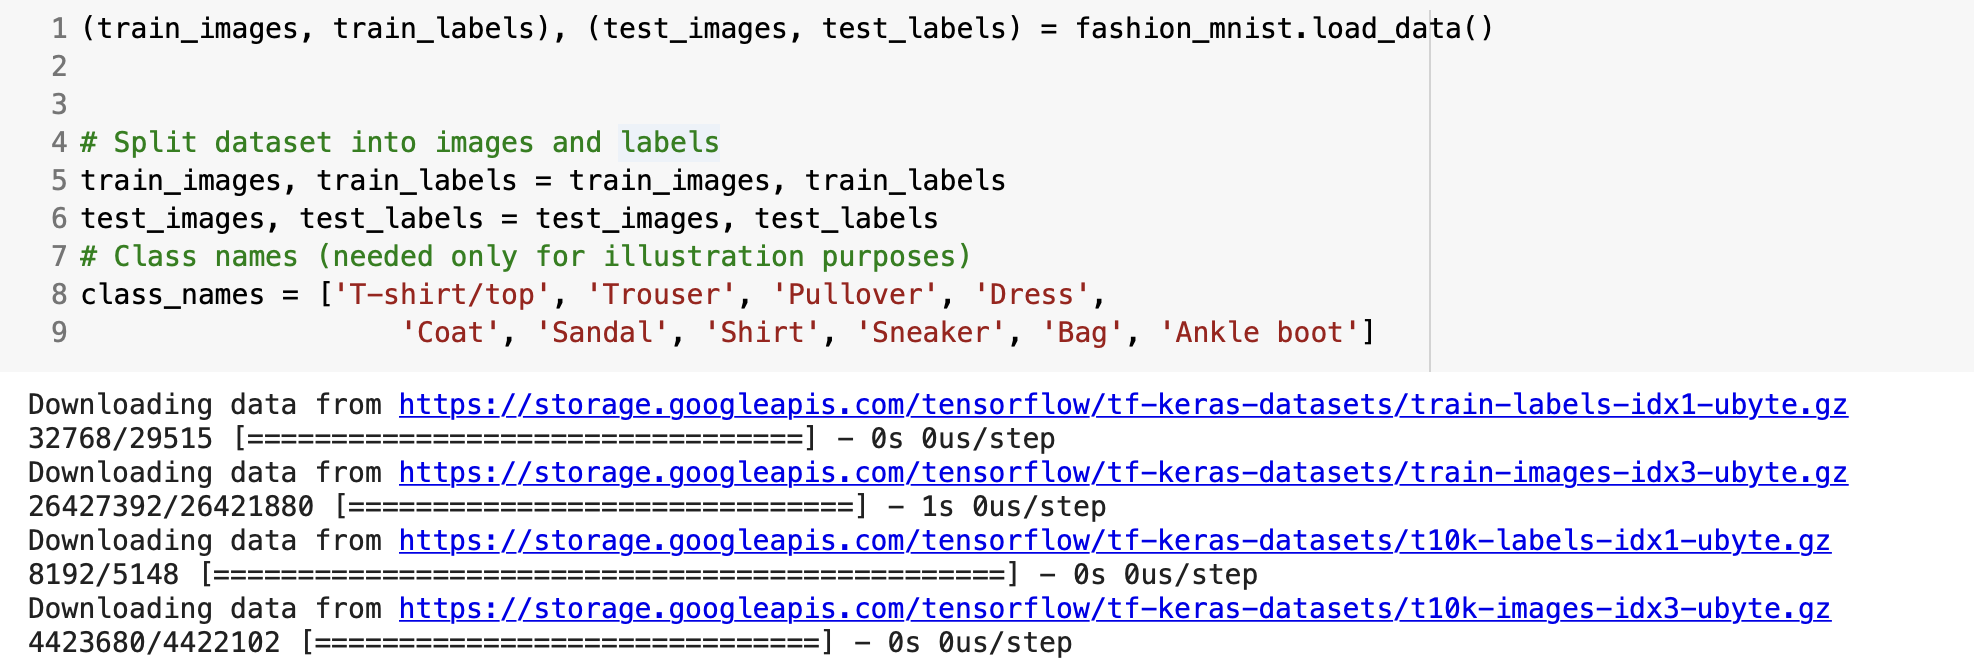 1 (train_images, train_labels), (test_images, test_labels) = fashion_mnist.load_data()
2
3
4 # Split dataset into images and labels
5 train_images, train_labels = train_images, train_labels
6 test_images, test_labels = test_images, test_labels
7 # Class names (needed only for illustration purposes)
8 class_names = ['T-shirt/top', 'Trouser', 'Pullover', 'Dress',
9                    'Coat', 'Sandal', 'Shirt', 'Sneaker', 'Bag', 'Ankle boot']
Downloading data from https://storage.googleapis.com/tensorflow/tf-keras-datasets/train-labels-idx1-ubyte.gz
32768/29515 [=================================] - 0s 0us/step
Downloading data from https://storage.googleapis.com/tensorflow/tf-keras-datasets/train-images-idx3-ubyte.gz
26427392/26421880 [==============================] - 1s 0us/step
Downloading data from https://storage.googleapis.com/tensorflow/tf-keras-datasets/t10k-labels-idx1-ubyte.gz
8192/5148 [===============================================] - 0s 0us/step
Downloading data from https://storage.googleapis.com/tensorflow/tf-keras-datasets/t10k-images-idx3-ubyte.gz
4423680/4422102 [==============================] - 0s 0us/step